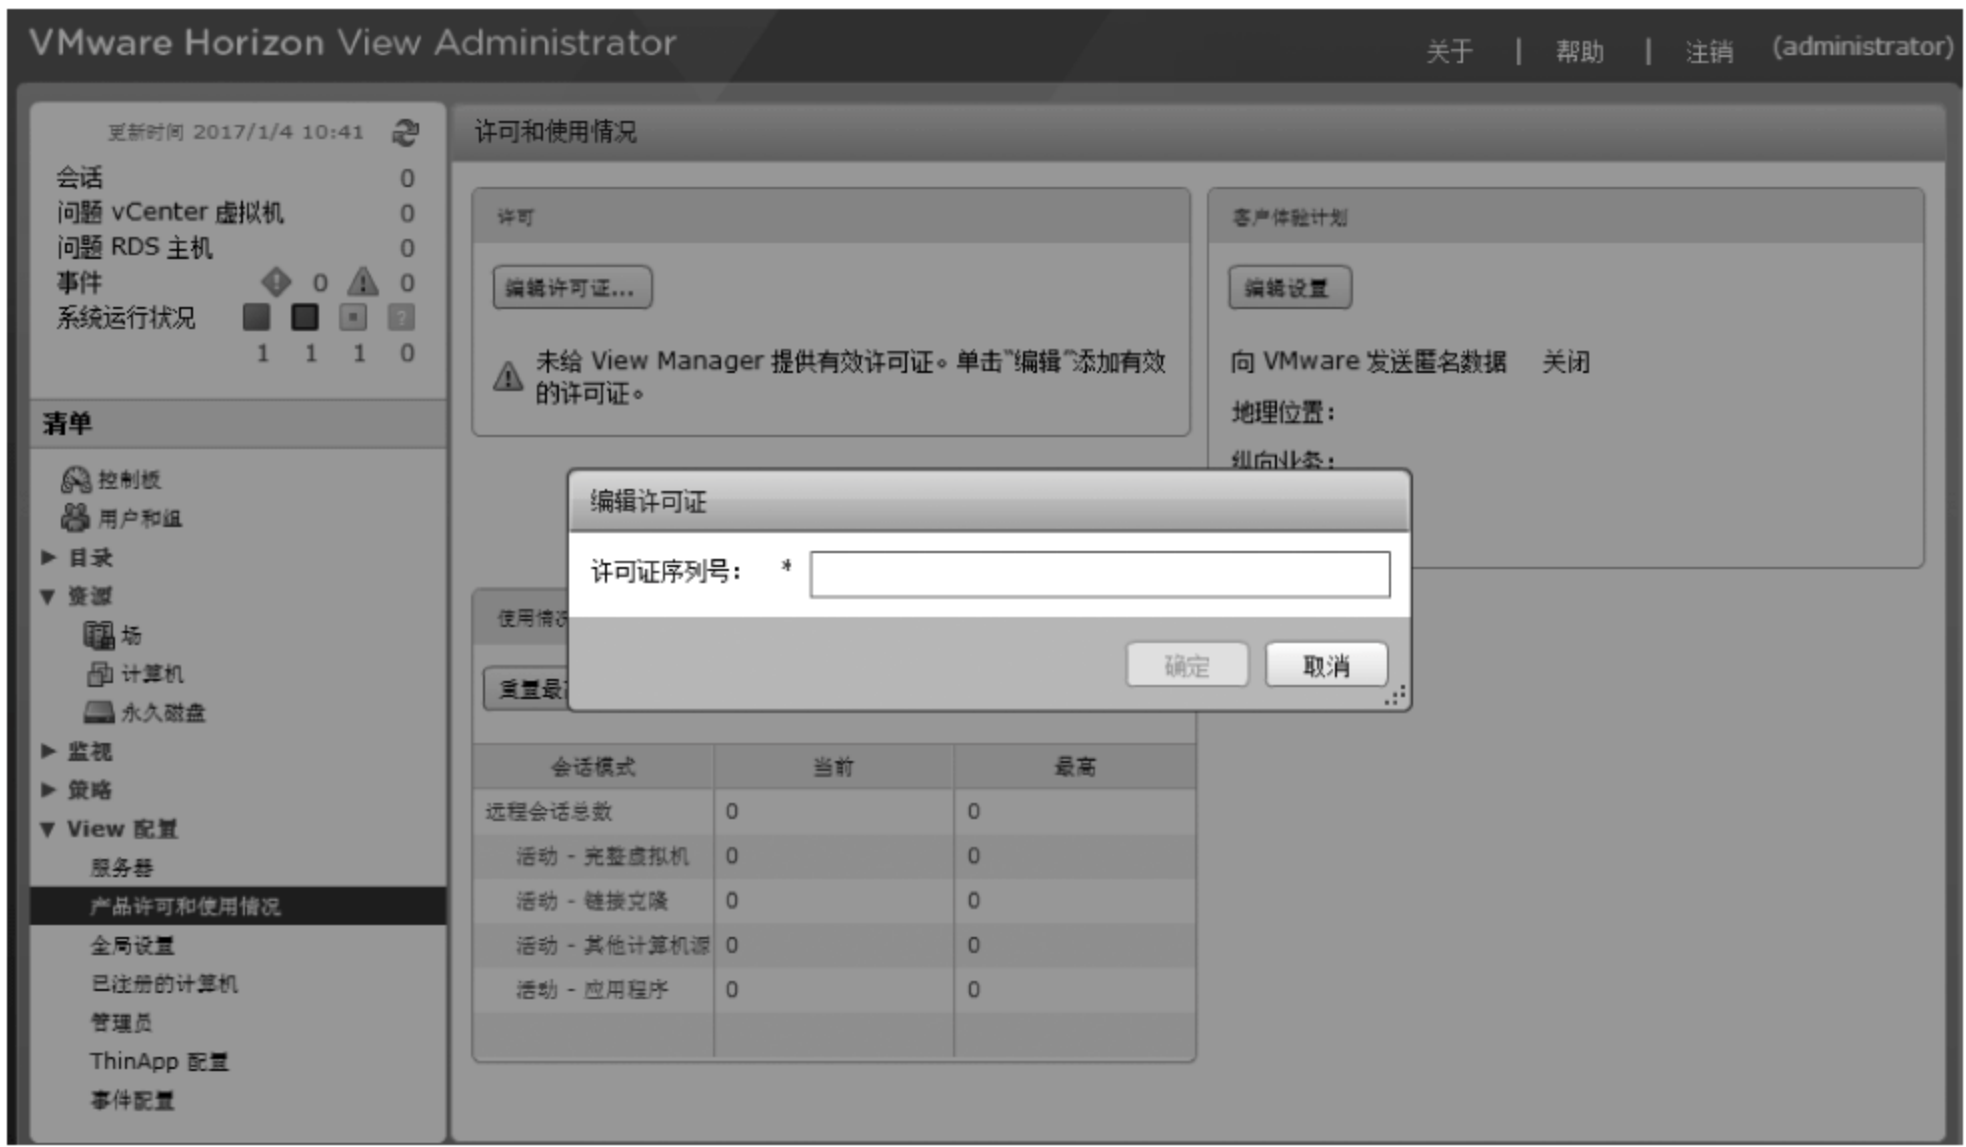 VMware Horizon View Administrator
关于 | 帮助 | 注销 (administrator)
更新时间 2017/1/4 10:41
会话 0
问题 vCenter 虚拟机 0
问题 RDS 主机 0
事件 0 0
系统运行状况
1 1 1 0
清单
控制板
用户和组
目录
资源
场
计算机
永久磁盘
监视
策略
View 配置
服务器
产品许可和使用情况
全局设置
已注册的计算机
管理员
ThinApp 配置
事件配置
许可和使用情况
许可
编辑许可证...
未给 View Manager 提供有效许可证。单击“编辑”添加有效
的许可证。
客户体验计划
编辑设置
向 VMware 发送匿名数据 关闭
地理位置：
纵向业务：
编辑许可证
许可证序列号： *
确定 取消
使用情况
重置最高
会话模式 当前 最高
远程会话总数 0 0
活动 - 完整虚拟机 0 0
活动 - 链接克隆 0 0
活动 - 其他计算机源 0 0
活动 - 应用程序 0 0